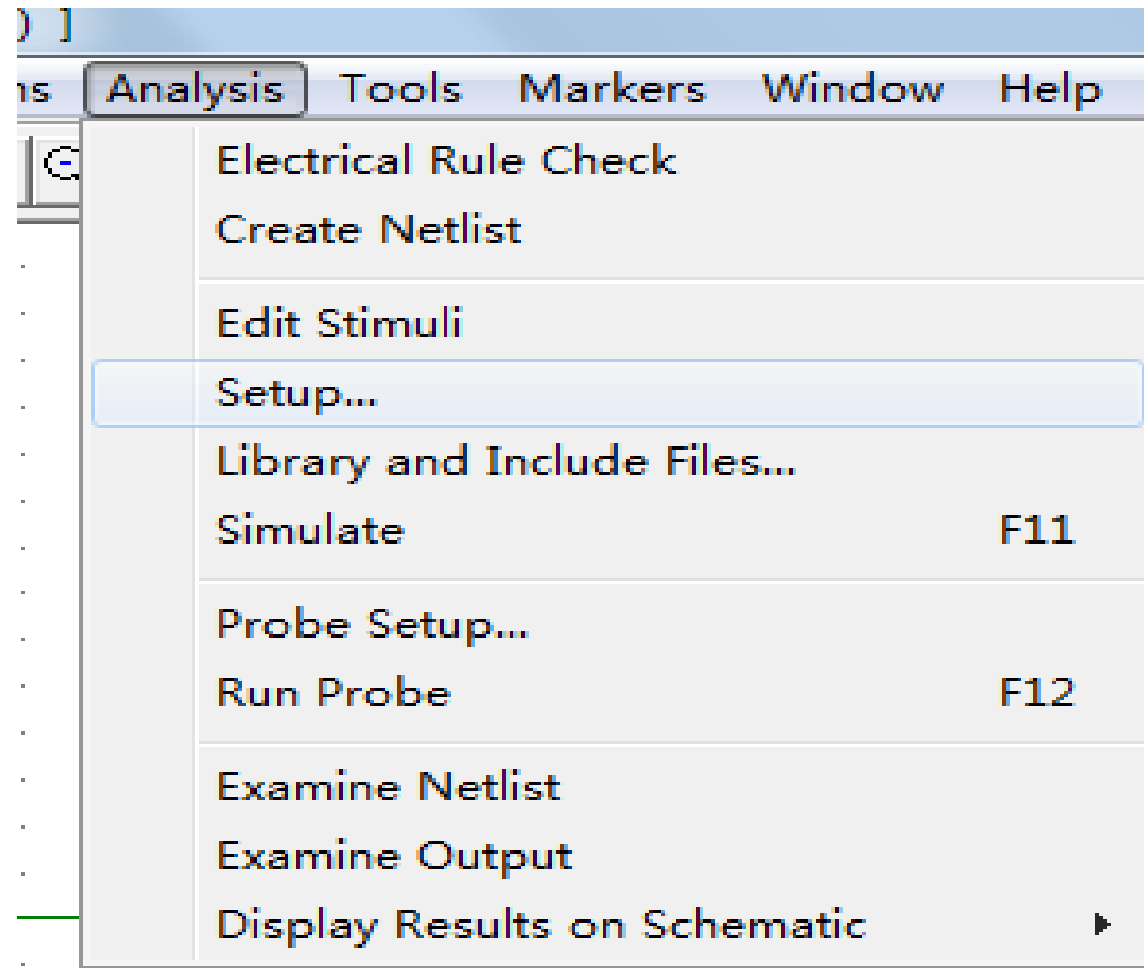 ) ]
ns Analysis Tools Markers Window Help
Electrical Rule Check
Create Netlist
Edit Stimuli
Setup...
Library and Include Files...
Simulate F11
Probe Setup...
Run Probe F12
Examine Netlist
Examine Output
Display Results on Schematic